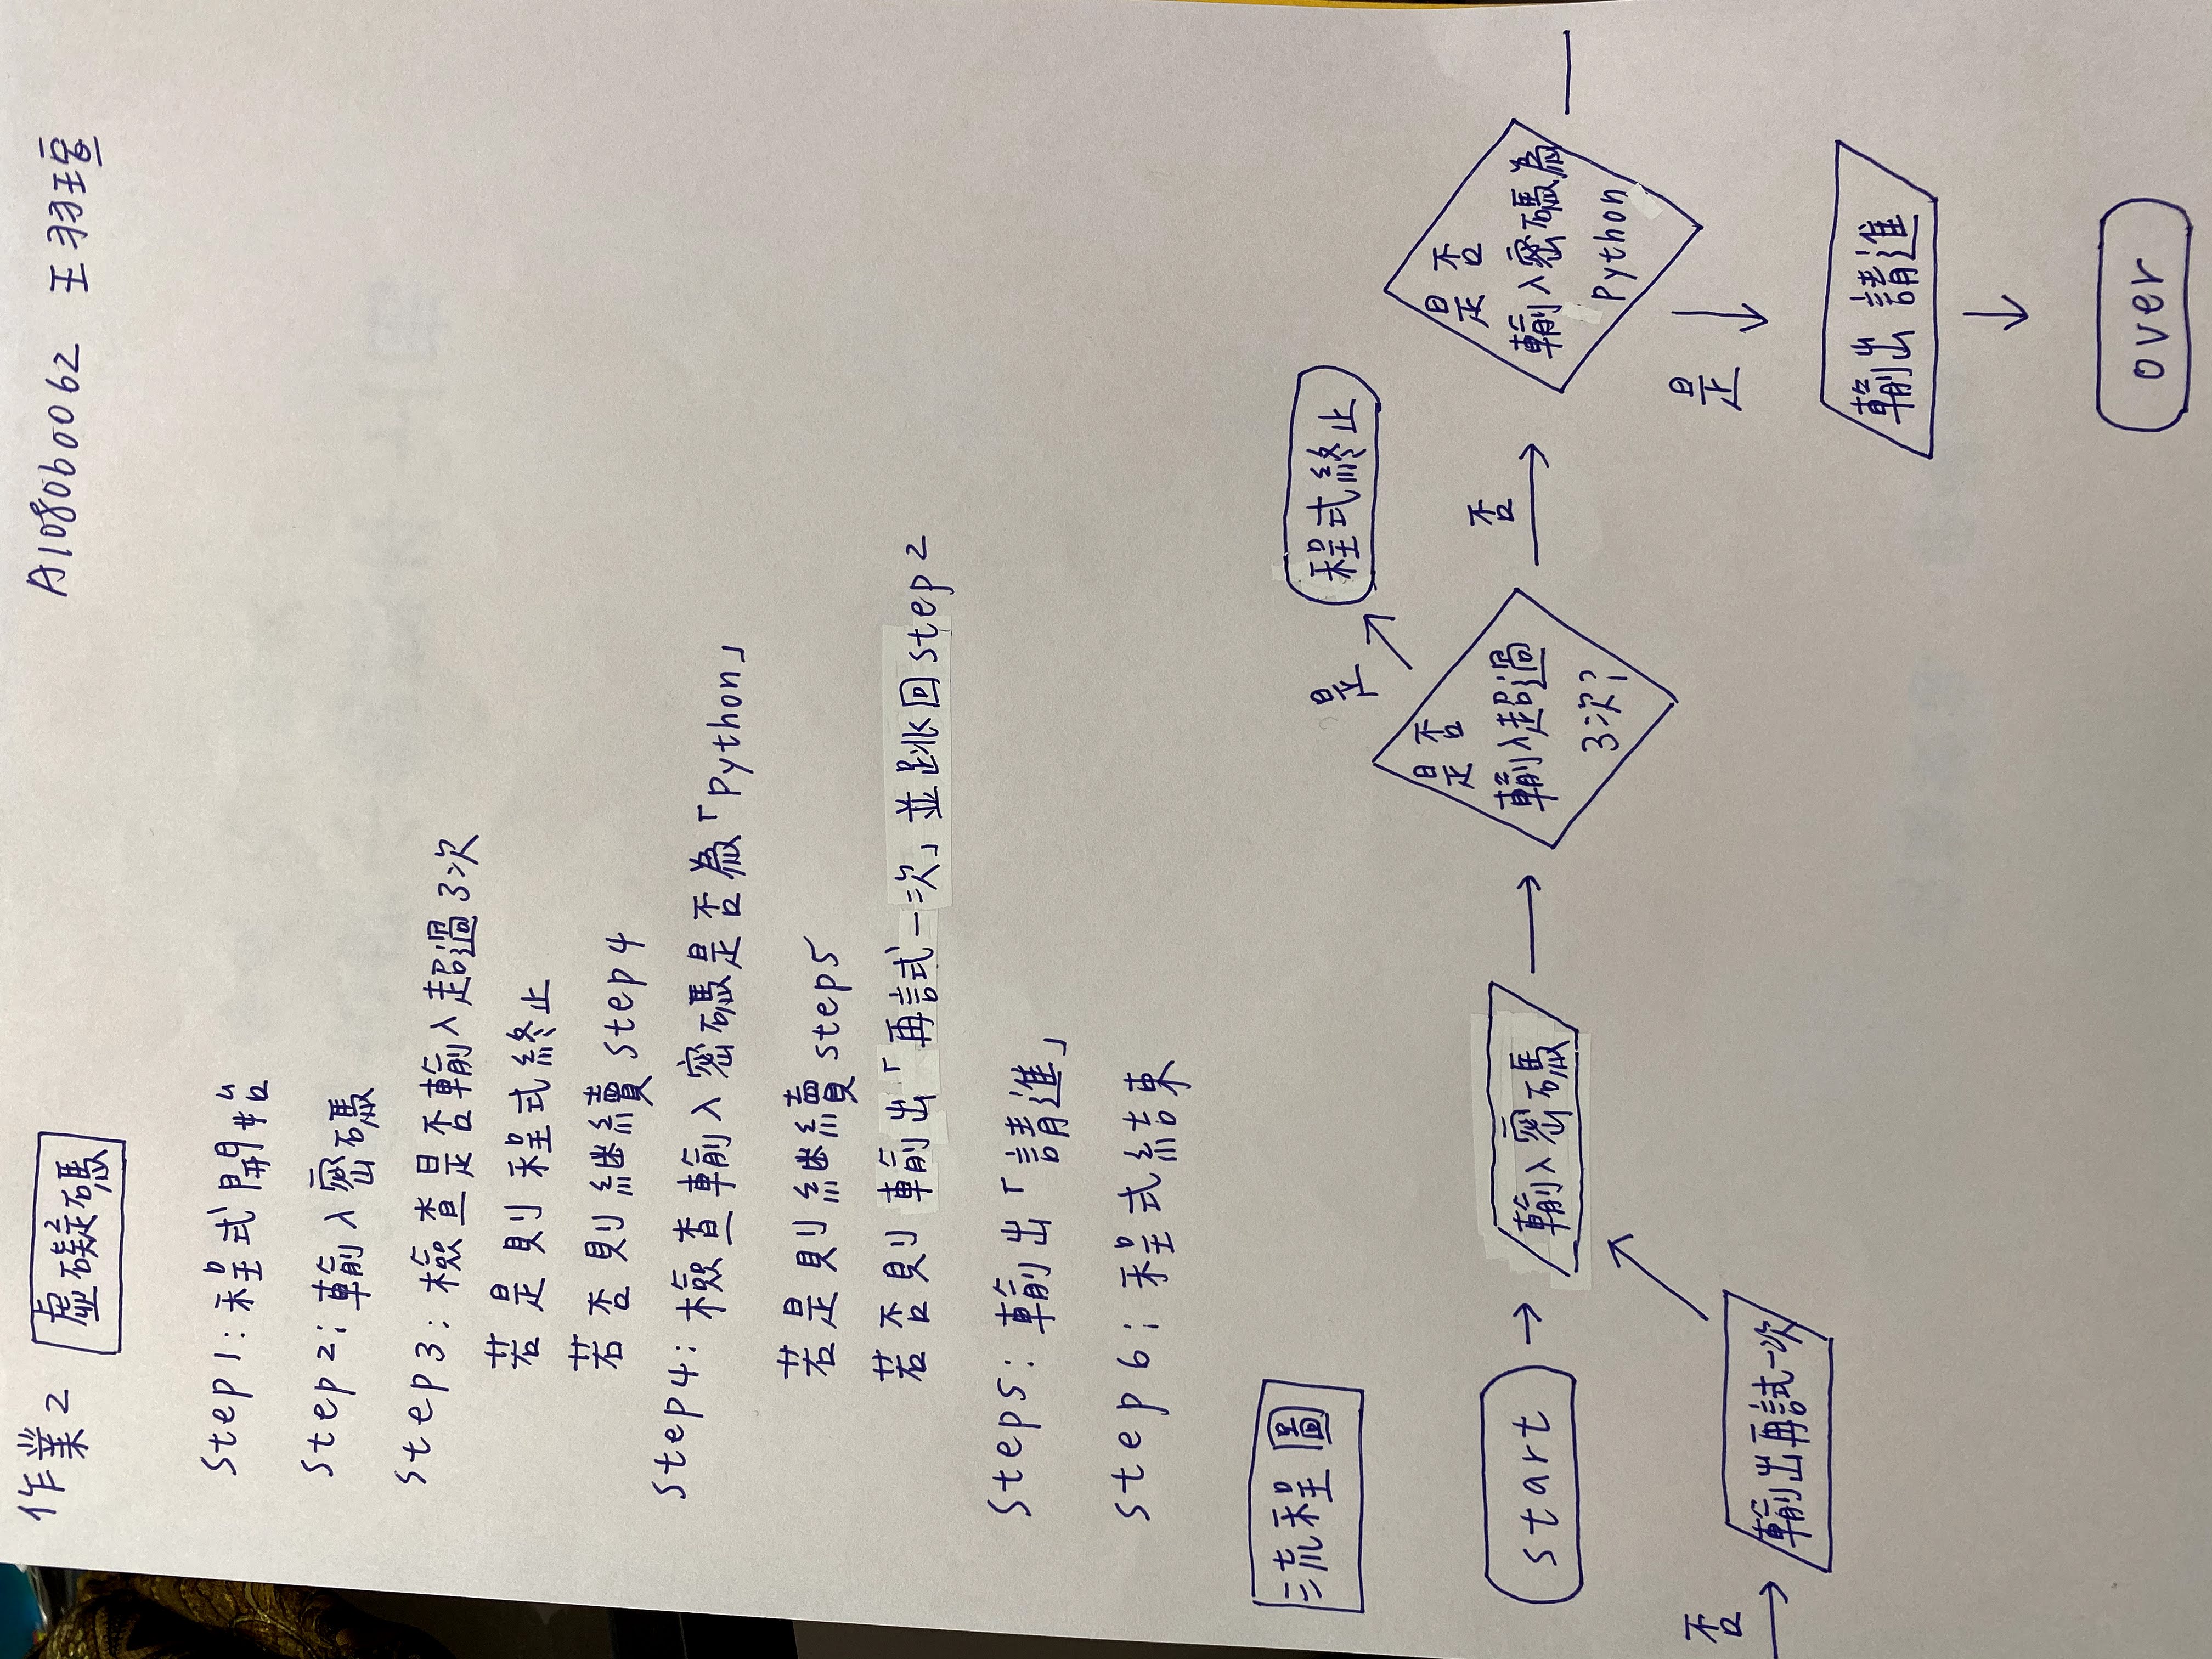 作業2 虛礙碼
A108060062 王羽瑄
step1:程式開始
step2:輸入密碼
step3:檢查是否輸入超過3次
若是則程式終止
若否則繼續step4
step4:檢查輸入密碼是否為「Python」
若是則繼續step5
若否則輸出「再試一次」並跳回step2
step5:輸出「請進」
step6:程式結束
流程圖
start
輸入密碼
是否
輸入超過
3次?
是
程式終止
否
是否
輸入密碼為
Python
否
輸出再試一次
是
輸出 請進
over